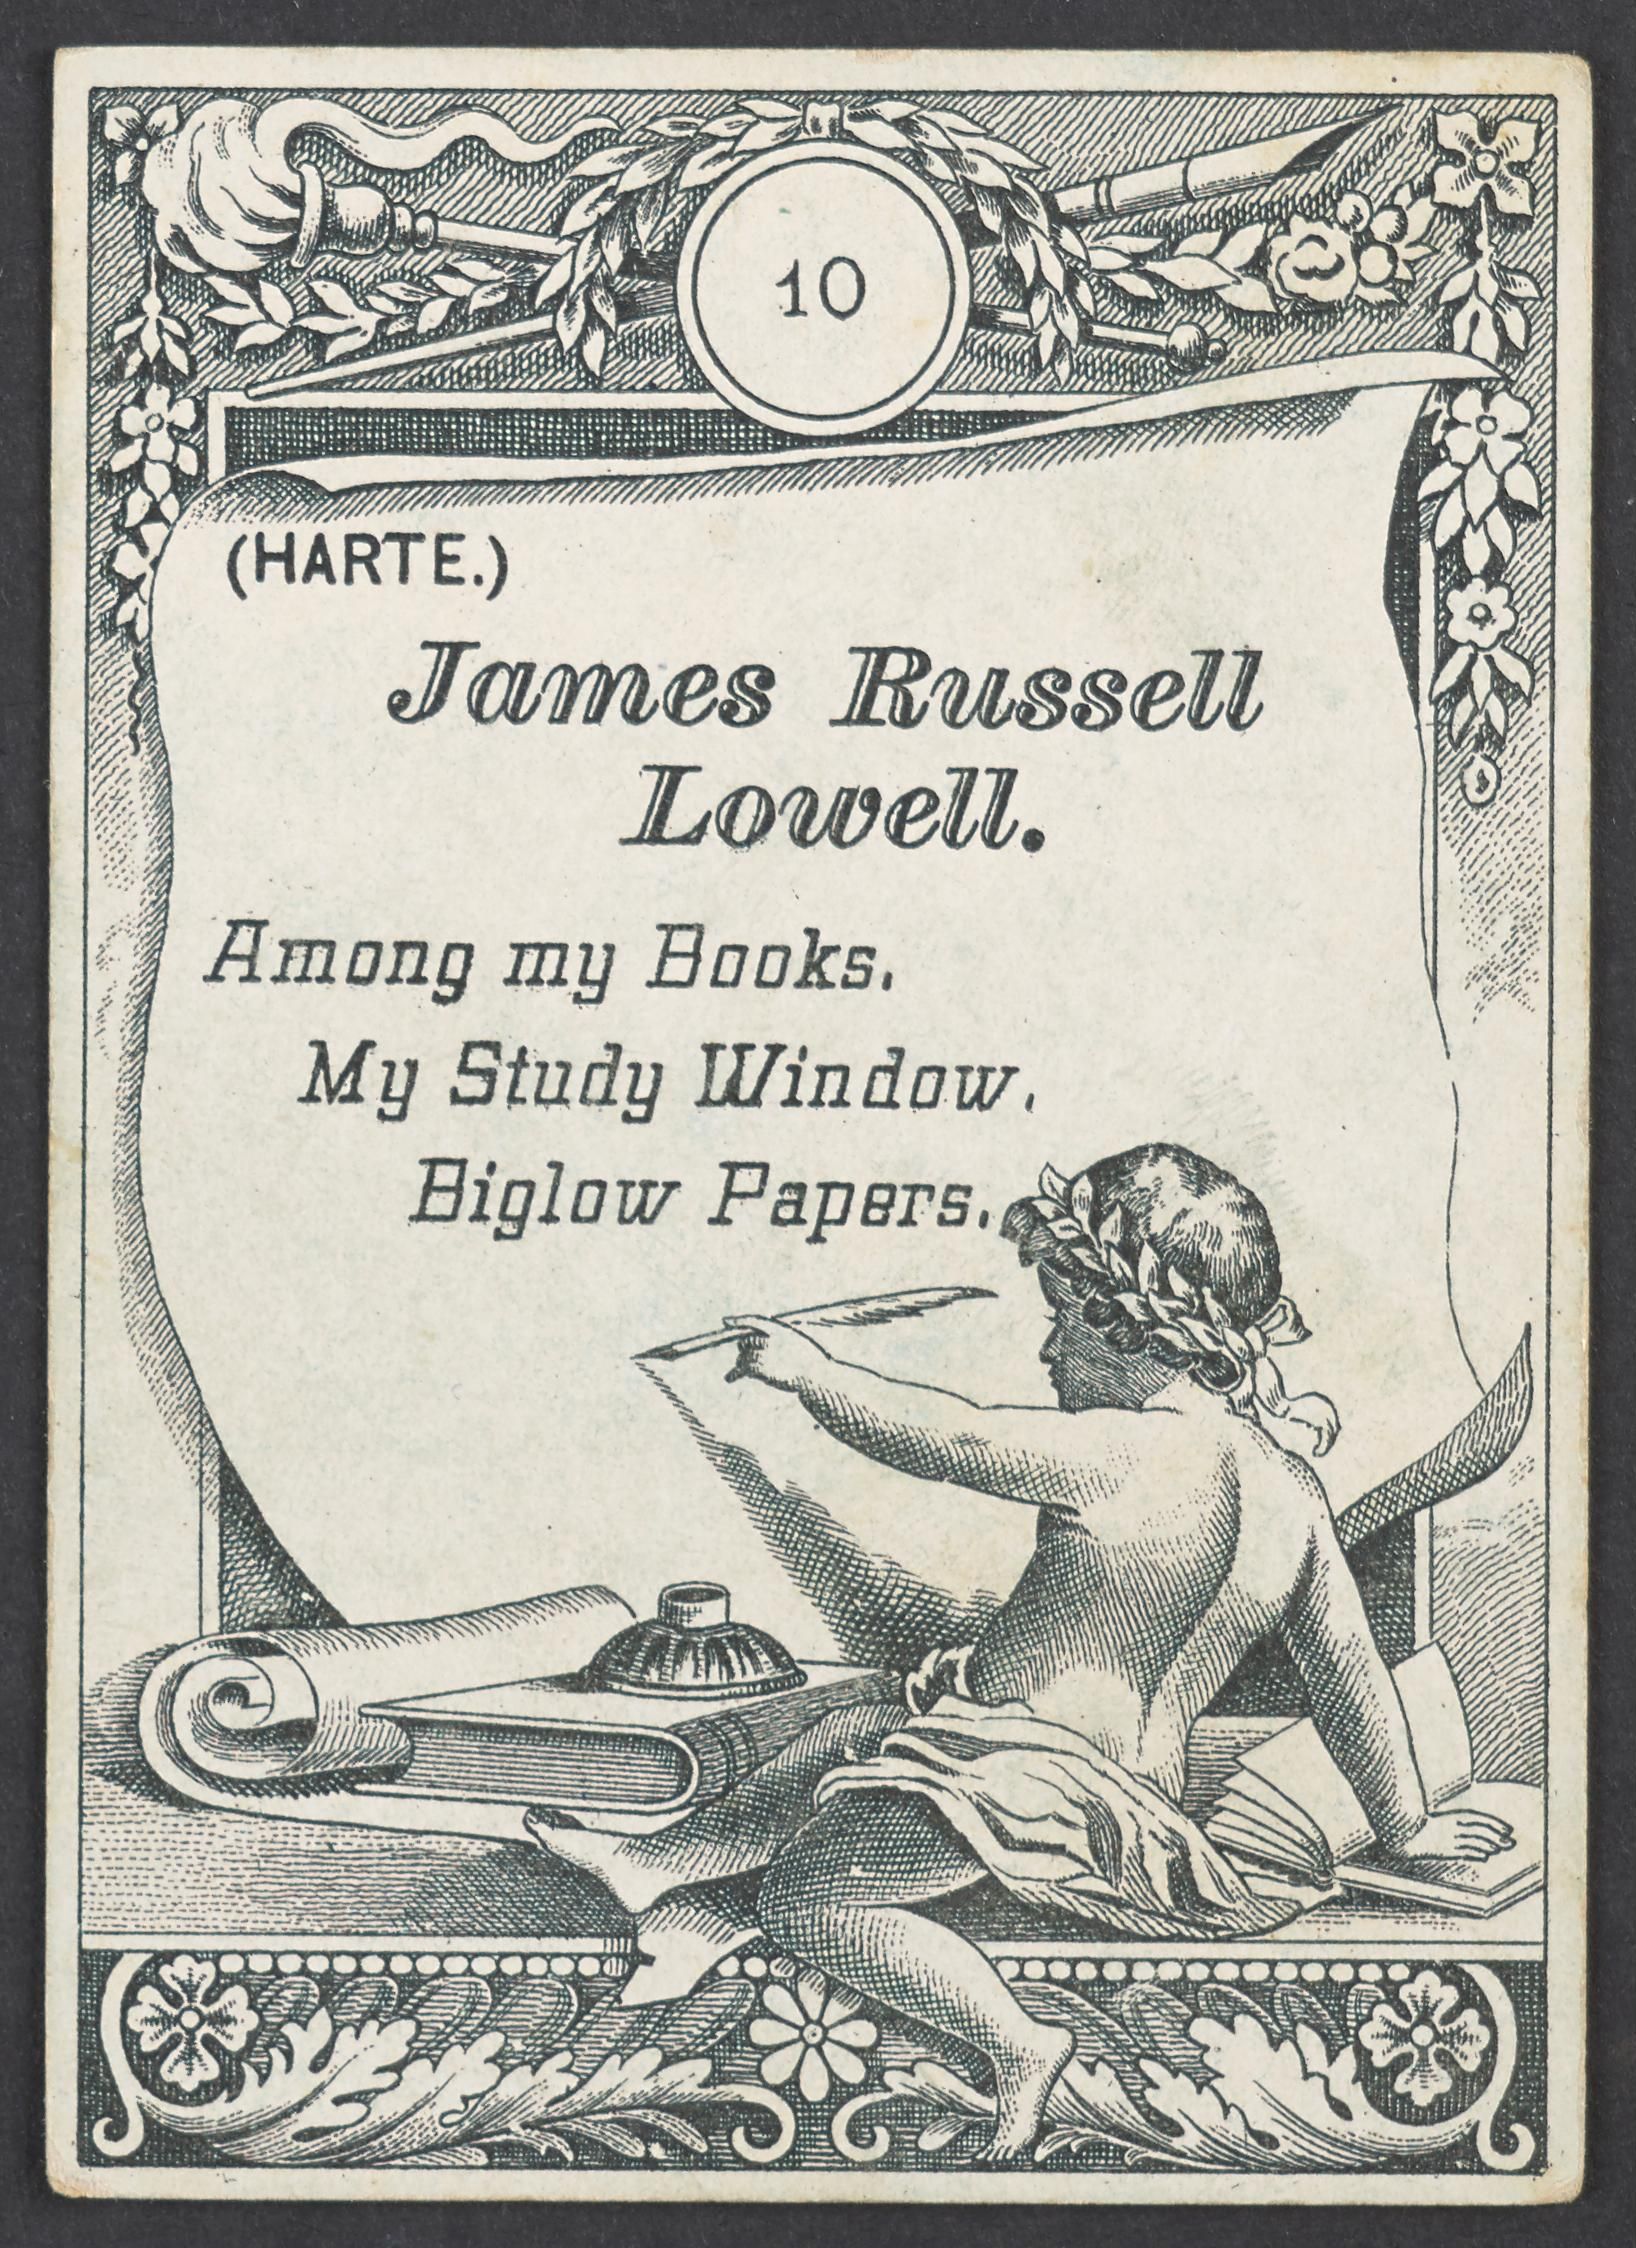 10
(HARTE.)
James Russell
Lowell.
Among my Books.
My Study Window.
Biglow Papers.